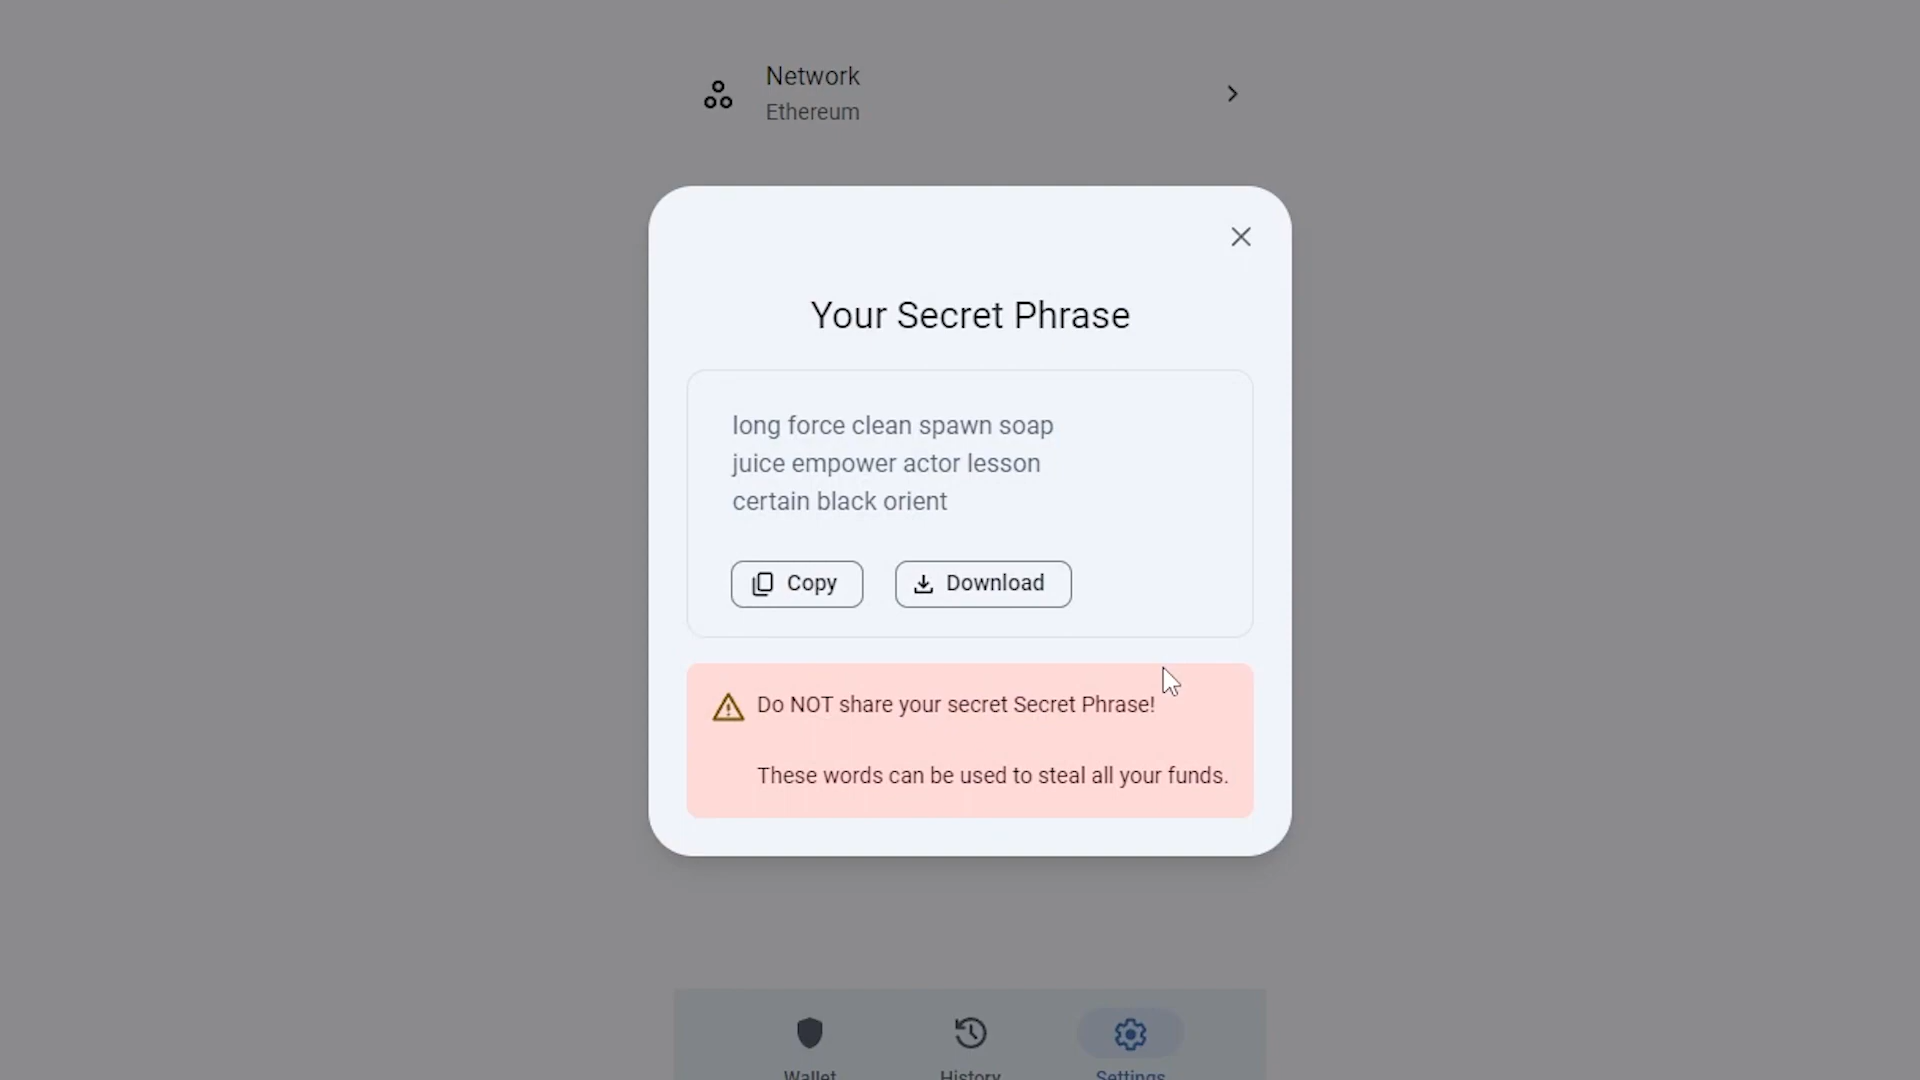 Network
Ethereum
Your Secret Phrase
long force clean spawn soap
juice empower actor lesson
certain black orient
Copy
Download
Do NOT share your secret Secret Phrase!
These words can be used to steal all your funds.
Wallet
History
Settings